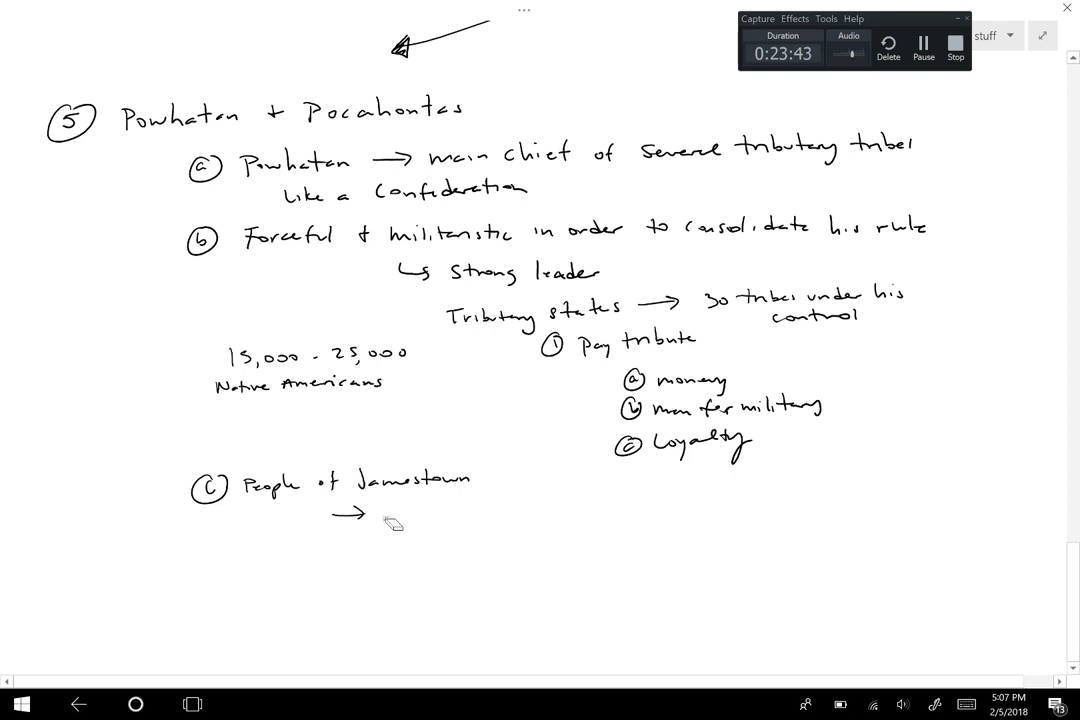 ...
Capture Effects Tools Help
Duration
Audio
0:23:43
Delete
Pause
Stop
stuff
5 Powhatan + Pocahontas
a Powhatan → main chief of several tributary tribes
like a confederation
b Forceful + militaristic in order to consolidate his rule
↳ strong leader
Tributary states → 30 tribes under his
control
1 Pay tribute
15,000 - 25,000
Native Americans
a money
b men for military
c loyalty
c People of Jamestown
→
5:07 PM
2/5/2018
13